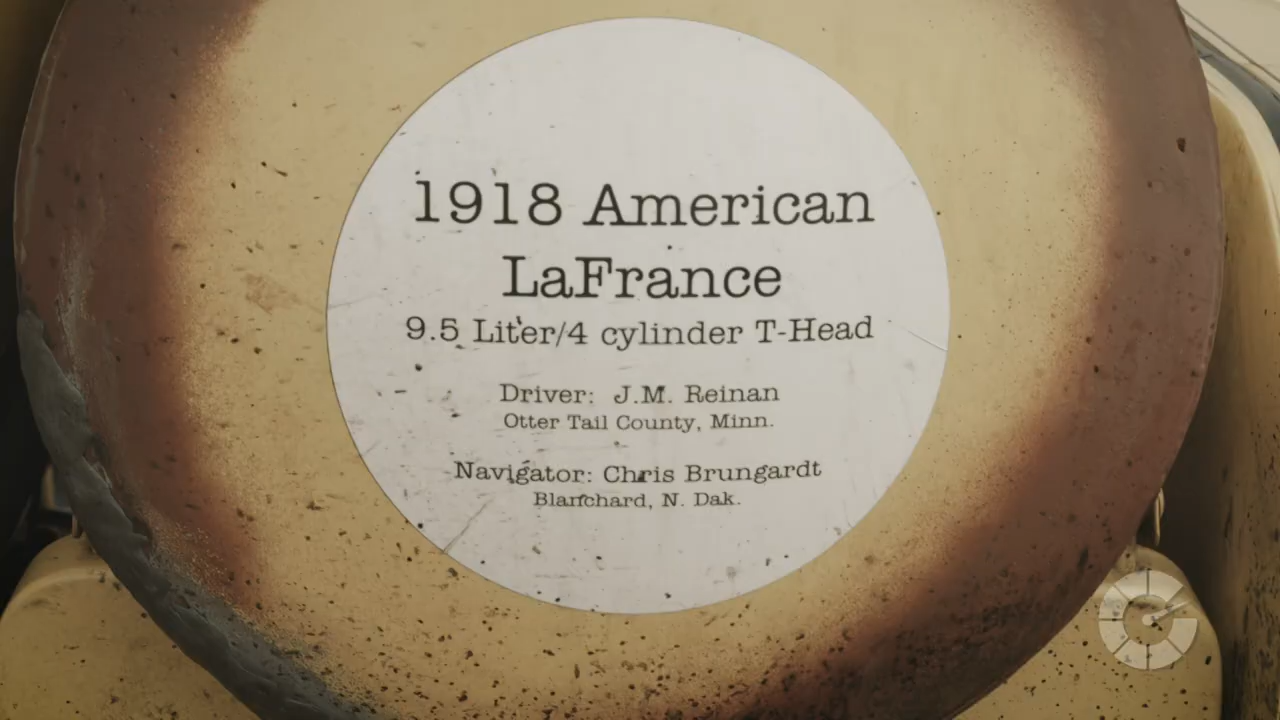 1918 American
LaFrance
9.5 Liter/4 cylinder T-Head
Driver: J.M. Reinan
Otter Tail County, Minn.
Navigator: Chris Brungardt
Blanchard, N. Dak.